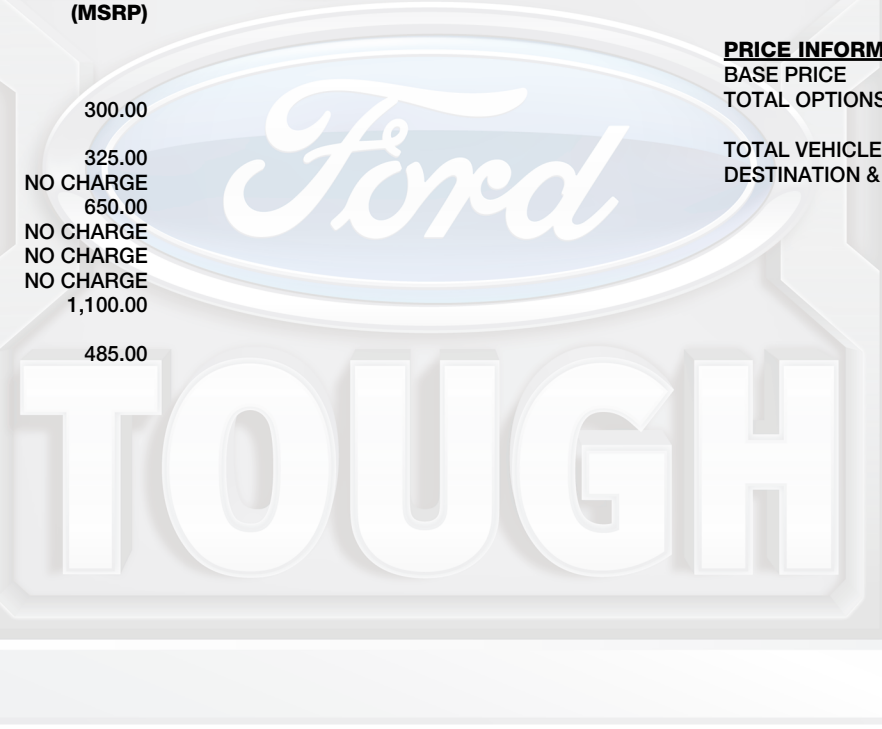 (MSRP)
300.00
325.00
NO CHARGE
650.00
NO CHARGE
NO CHARGE
NO CHARGE
1,100.00
485.00
PRICE INFORM
BASE PRICE
TOTAL OPTIONS
TOTAL VEHICLE
DESTINATION &
Ford
TOUGH